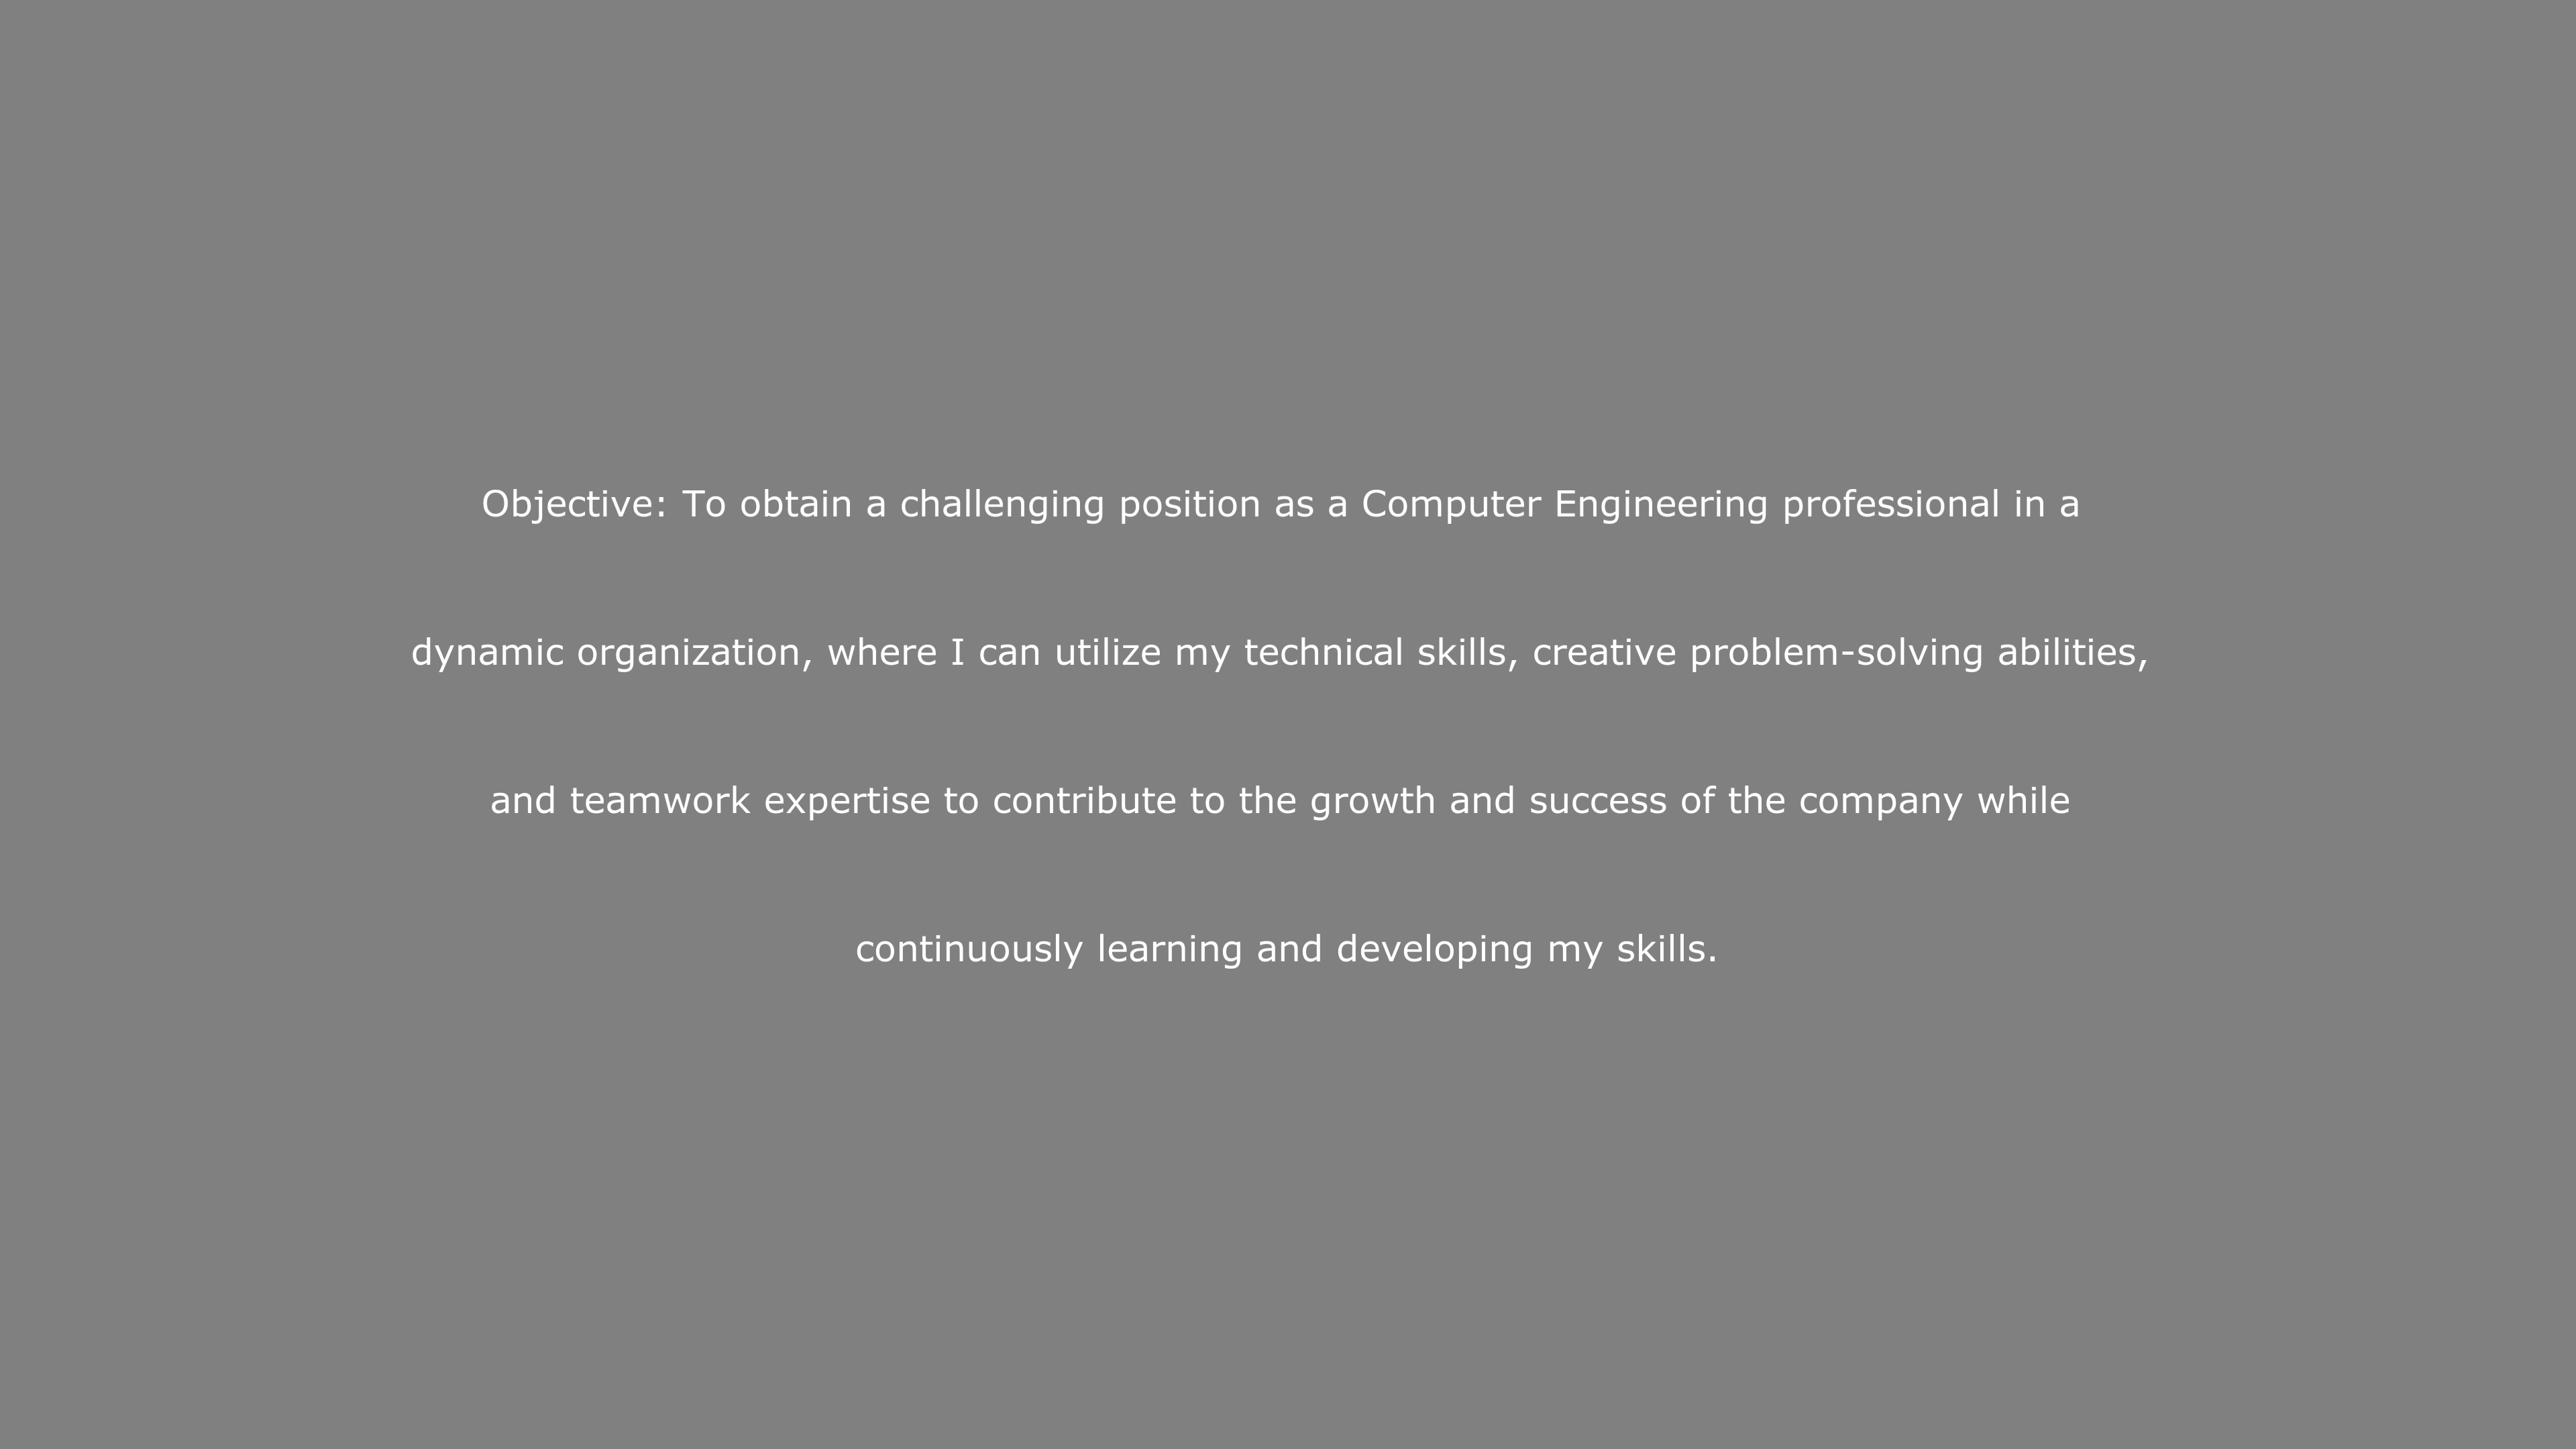 Objective: To obtain a challenging position as a Computer Engineering professional in a
dynamic organization, where I can utilize my technical skills, creative problem-solving abilities,
and teamwork expertise to contribute to the growth and success of the company while
continuously learning and developing my skills.